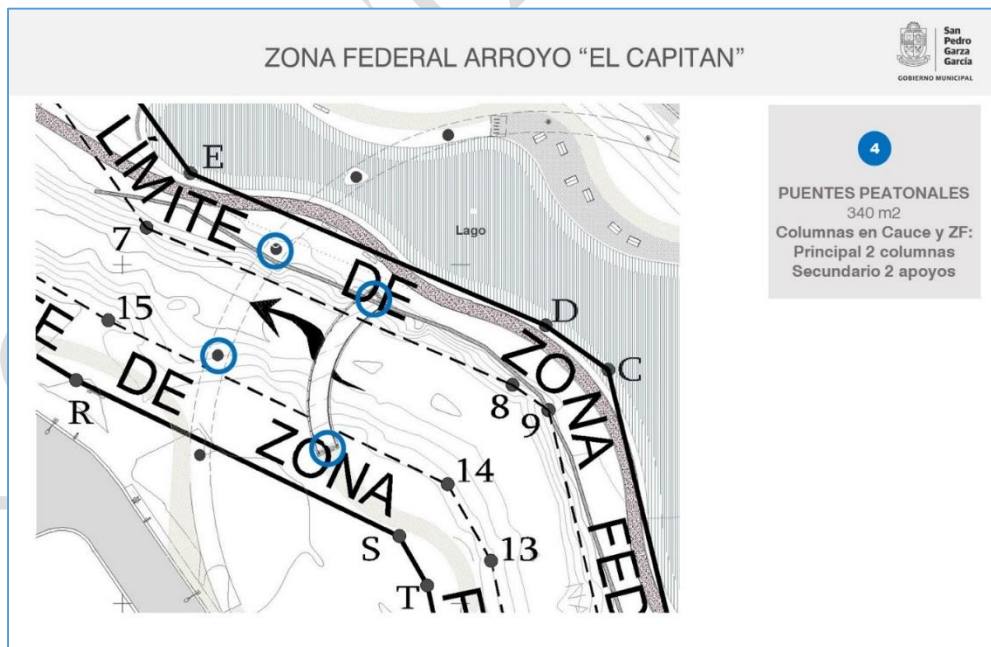 ZONA FEDERAL ARROYO “EL CAPITAN”
San
Pedro
Garza
García
GOBIERNO MUNICIPAL
4
PUENTES PEATONALES
340 m2
Columnas en Cauce y ZF:
Principal 2 columnas
Secundario 2 apoyos
LÍMITE DE ZONA FED
E
7
Lago
D
C
15
E DE ZONA F
R
8
9
14
S
13
T